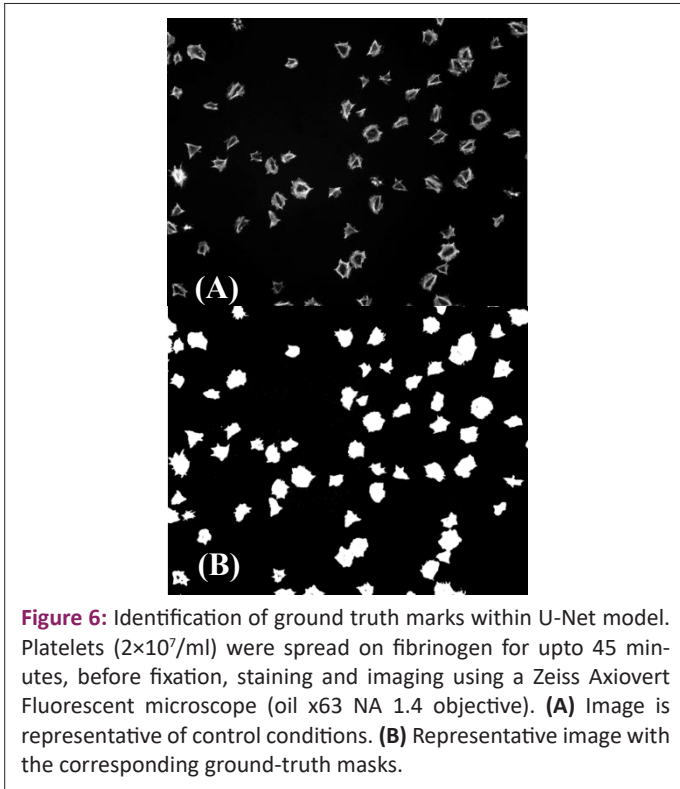 (A)
(B)
Figure 6: Identification of ground truth marks within U-Net model.
Platelets (2×10⁷/ml) were spread on fibrinogen for upto 45 min-
utes, before fixation, staining and imaging using a Zeiss Axiovert
Fluorescent microscope (oil x63 NA 1.4 objective). (A) Image is
representative of control conditions. (B) Representative image with
the corresponding ground-truth masks.